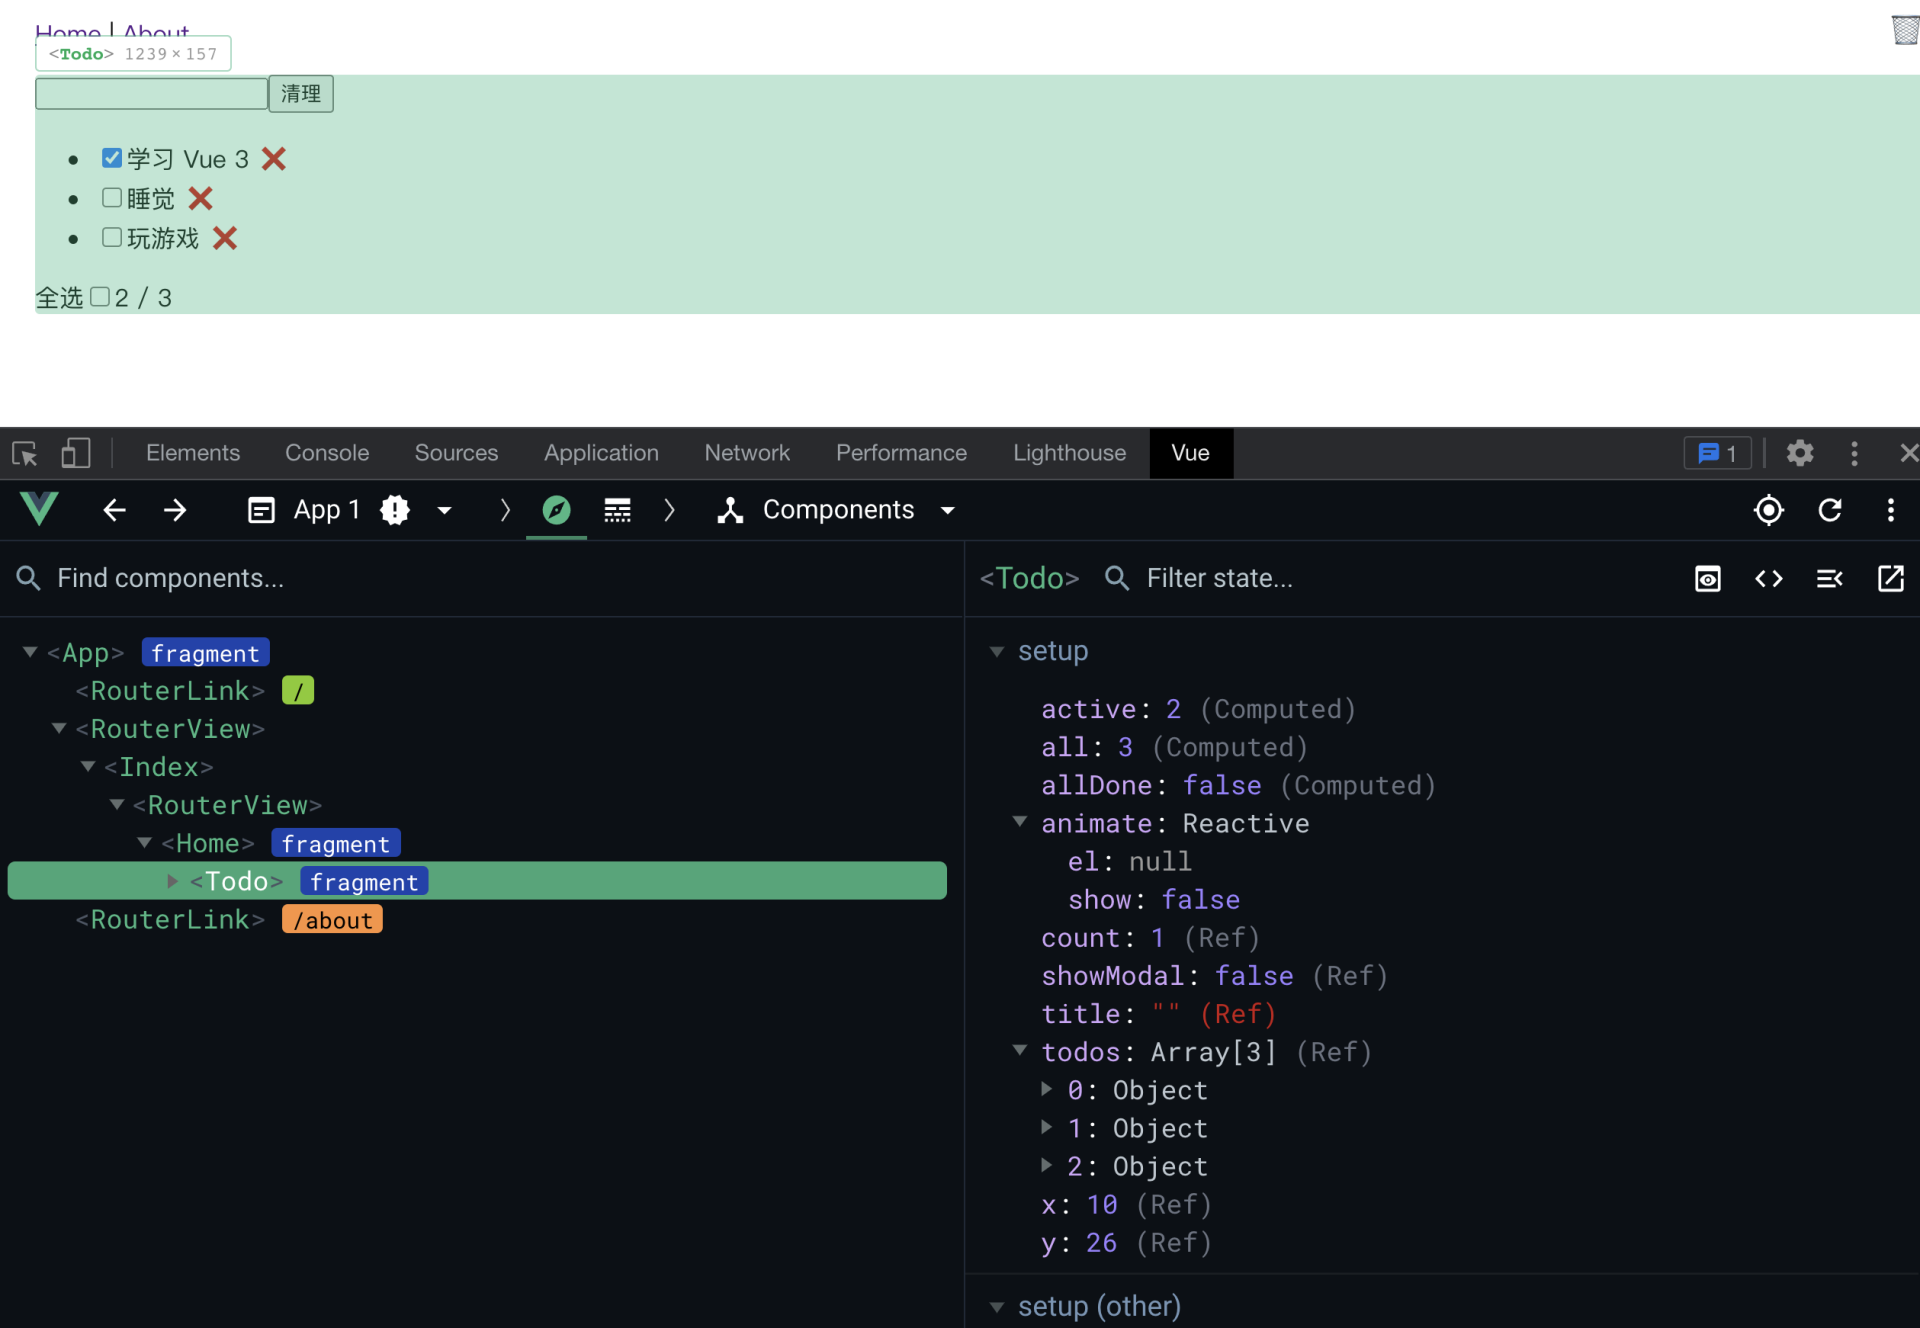 Home | About
<Todo> 1239 × 157
清理
学习 Vue 3
睡觉
玩游戏
全选 2 / 3
Elements Console Sources Application Network Performance Lighthouse Vue 1
App 1 Components
Find components...
<App> fragment
<RouterLink> /
<RouterView>
<Index>
<RouterView>
<Home> fragment
<Todo> fragment
<RouterLink> /about
<Todo> Filter state...
setup
active: 2 (Computed)
all: 3 (Computed)
allDone: false (Computed)
animate: Reactive
el: null
show: false
count: 1 (Ref)
showModal: false (Ref)
title: "" (Ref)
todos: Array[3] (Ref)
0: Object
1: Object
2: Object
x: 10 (Ref)
y: 26 (Ref)
setup (other)